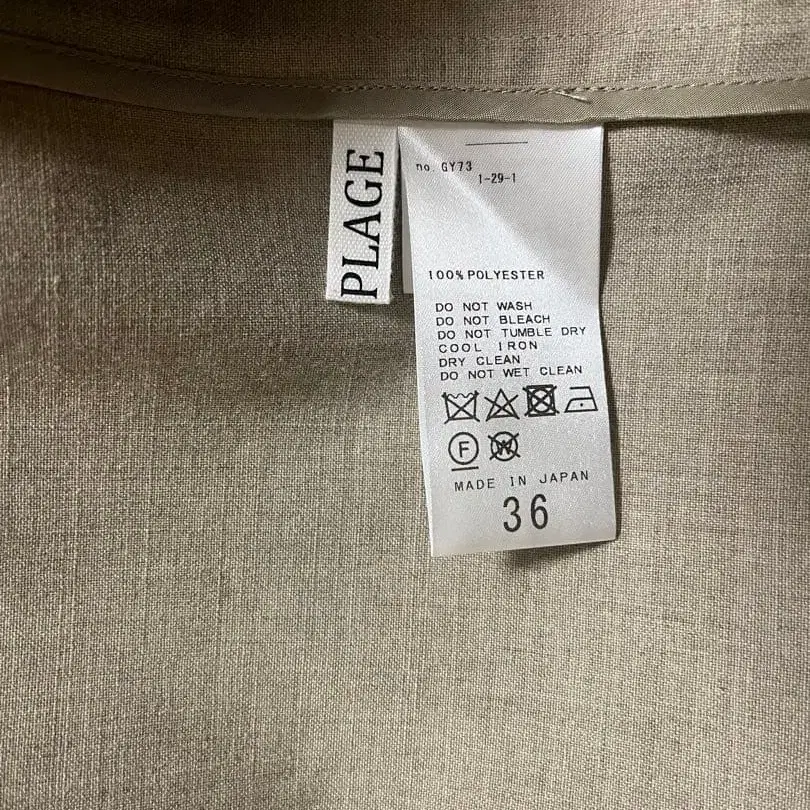 PLAGE
no. GY73
1-29-1
100% POLYESTER
DO NOT WASH
DO NOT BLEACH
DO NOT TUMBLE DRY
COOL IRON
DRY CLEAN
DO NOT WET CLEAN
F W
MADE IN JAPAN
36